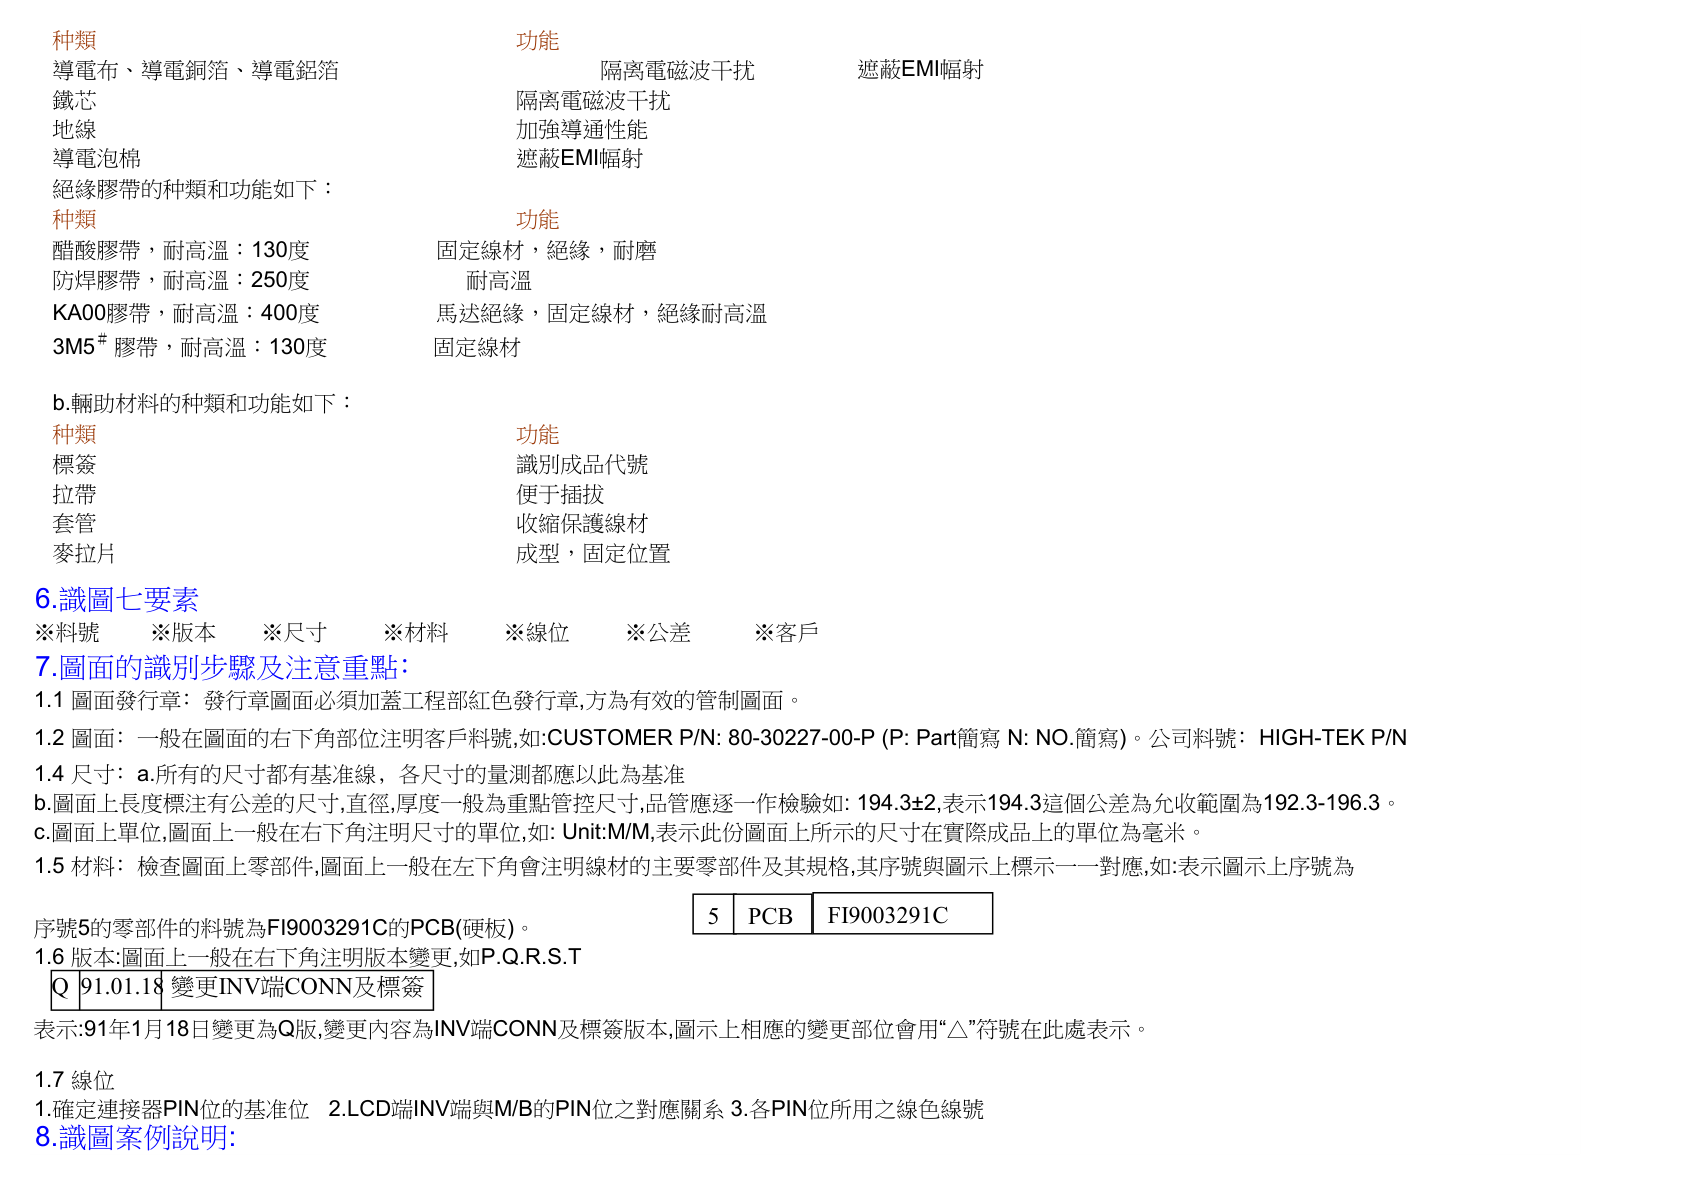 种類 功能
導電布、導電銅箔、導電鋁箔 隔离電磁波干扰 遮蔽EMI幅射
鐵芯 隔离電磁波干扰
地線 加強導通性能
導電泡棉 遮蔽EMI幅射
絕緣膠帶的种類和功能如下：
种類 功能
醋酸膠帶，耐高溫：130度 固定線材，絕緣，耐磨
防焊膠帶，耐高溫：250度 耐高溫
KA00膠帶，耐高溫：400度 馬达絕緣，固定線材，絕緣耐高溫
3M5# 膠帶，耐高溫：130度 固定線材
b.輛助材料的种類和功能如下：
种類 功能
標簽 識別成品代號
拉帶 便于插拔
套管 收縮保護線材
麥拉片 成型，固定位置
6.識圖七要素
※料號 ※版本 ※尺寸 ※材料 ※線位 ※公差 ※客戶
7.圖面的識別步驟及注意重點:
1.1 圖面發行章: 發行章圖面必須加蓋工程部紅色發行章,方為有效的管制圖面。
1.2 圖面: 一般在圖面的右下角部位注明客戶料號,如:CUSTOMER P/N: 80-30227-00-P (P: Part簡寫 N: NO.簡寫)。公司料號: HIGH-TEK P/N
1.4 尺寸: a.所有的尺寸都有基准線, 各尺寸的量測都應以此為基准
b.圖面上長度標注有公差的尺寸,直徑,厚度一般為重點管控尺寸,品管應逐一作檢驗如: 194.3±2,表示194.3這個公差為允收範圍為192.3-196.3。
c.圖面上單位,圖面上一般在右下角注明尺寸的單位,如: Unit:M/M,表示此份圖面上所示的尺寸在實際成品上的單位為毫米。
1.5 材料: 檢查圖面上零部件,圖面上一般在左下角會注明線材的主要零部件及其規格,其序號與圖示上標示一一對應,如:表示圖示上序號為
5 PCB FI9003291C
序號5的零部件的料號為FI9003291C的PCB(硬板)。
1.6 版本:圖面上一般在右下角注明版本變更,如P.Q.R.S.T
Q 91.01.18 變更INV端CONN及標簽
表示:91年1月18日變更為Q版,變更內容為INV端CONN及標簽版本,圖示上相應的變更部位會用“△”符號在此處表示。
1.7 線位
1.確定連接器PIN位的基准位 2.LCD端INV端與M/B的PIN位之對應關系 3.各PIN位所用之線色線號
8.識圖案例說明: